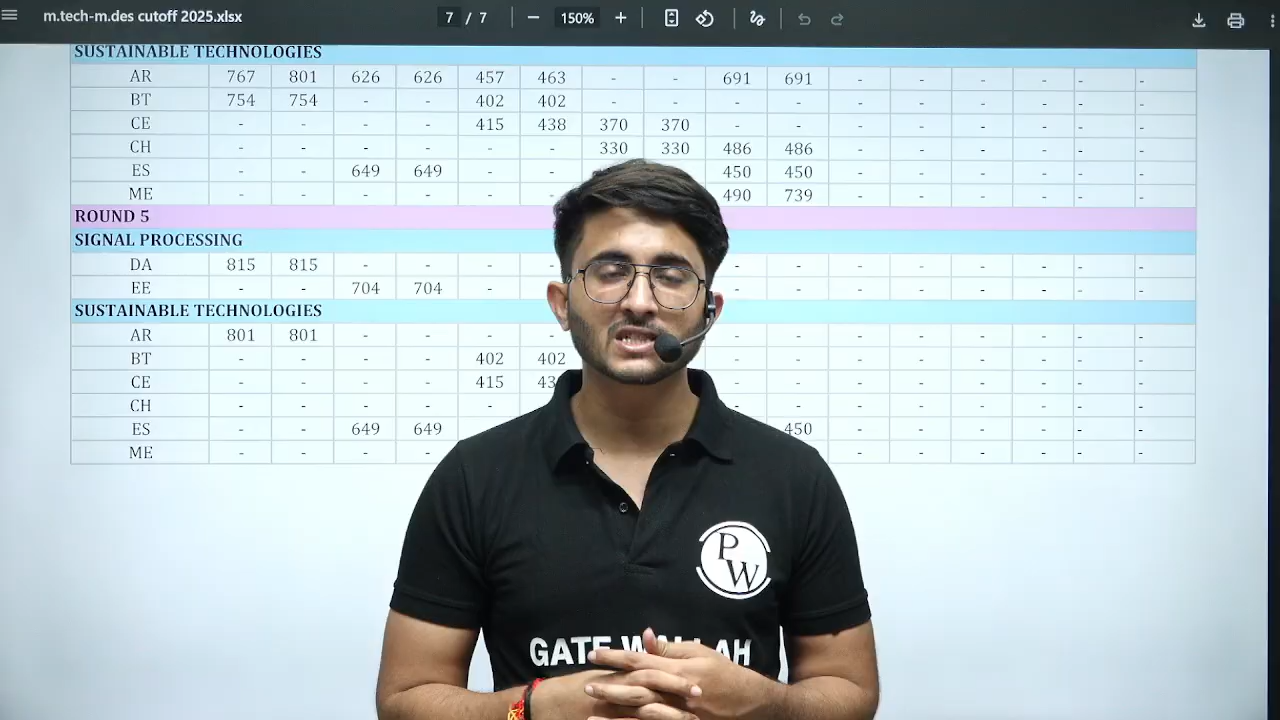 m.tech-m.des cutoff 2025.xlsx 7 / 7 150%
SUSTAINABLE TECHNOLOGIES
AR 767 801 626 626 457 463 - - 691 691 - - - - - -
BT 754 754 - - 402 402 - - - - - - - - - -
CE - - - - 415 438 370 370 - - - - - - - -
CH - - - - - - 330 330 486 486 - - - - - -
ES - - 649 649 - - 450 450 - - - - - -
ME - - - - - - 490 739 - - - - - -
ROUND 5
SIGNAL PROCESSING
DA 815 815 - - - - - - - - - - - -
EE - - 704 704 - - - - - - - - - -
SUSTAINABLE TECHNOLOGIES
AR 801 801 - - - - - - - - - - - -
BT - - - - 402 402 - - - - - - - -
CE - - - - 415 - - - - - - - -
CH - - - - - - - - - - - - -
ES - - 649 649 450 - - - - - -
ME - - - - - - - - - - - -
PW
GATE WALLAH